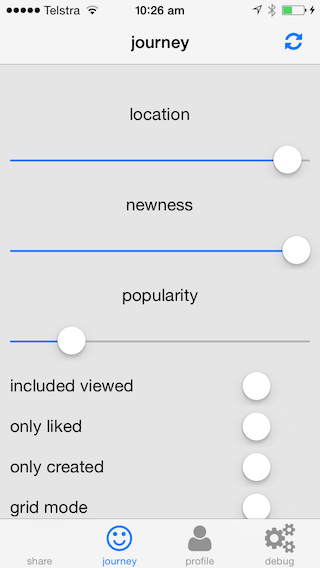 Telstra 10:26 am
journey
location
newness
popularity
included viewed
only liked
only created
grid mode
share journey profile debug